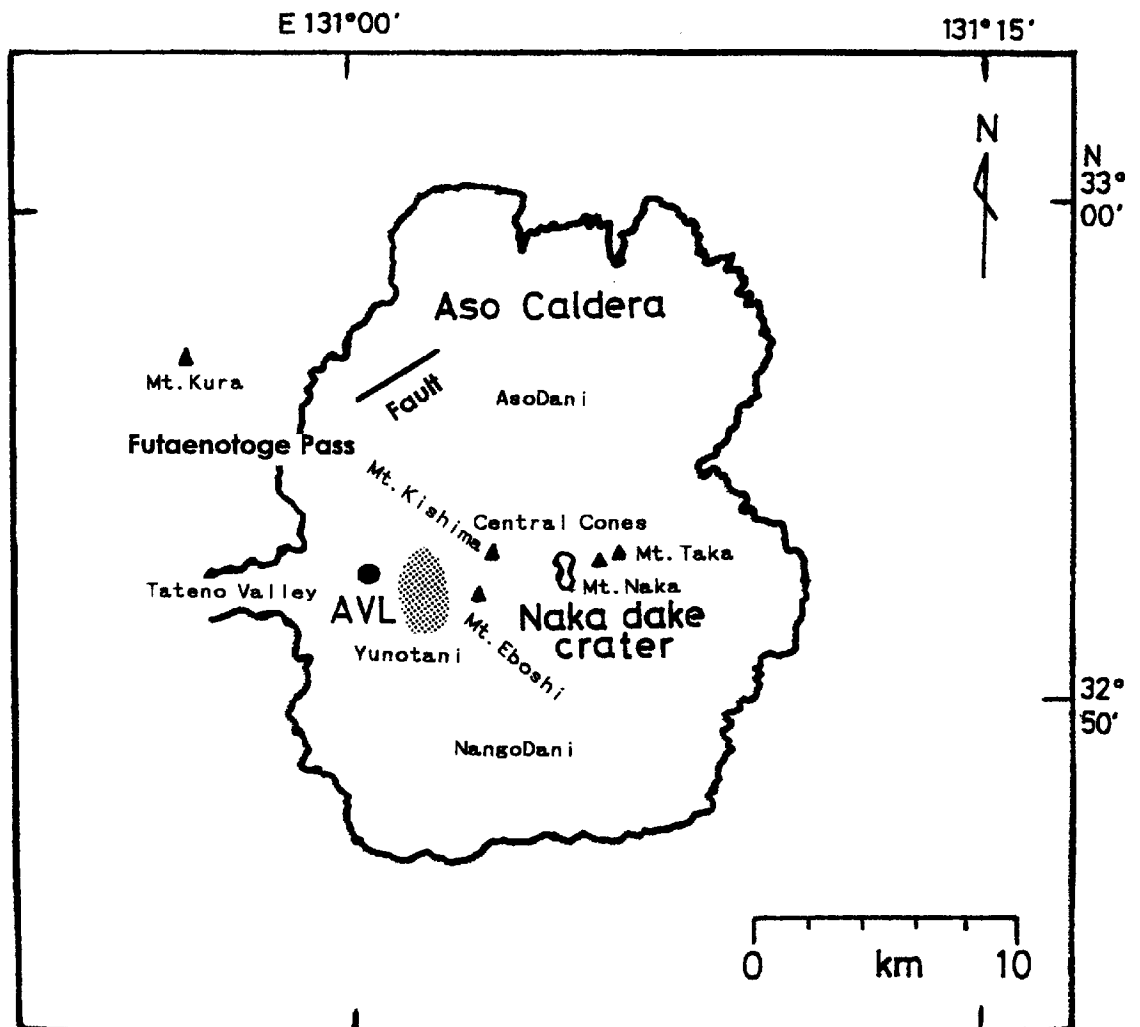 E 131°00′
131°15′
N
N
33°
00′
Aso Caldera
Mt.Kura
Fault
AsoDani
Futaenotoge Pass
Mt.Kishima
Central Cones
Mt.Taka
Tateno Valley
Mt.Naka
AVL
Naka dake
crater
Yunotani
Mt.Eboshi
32°
50′
NangoDani
0 km 10